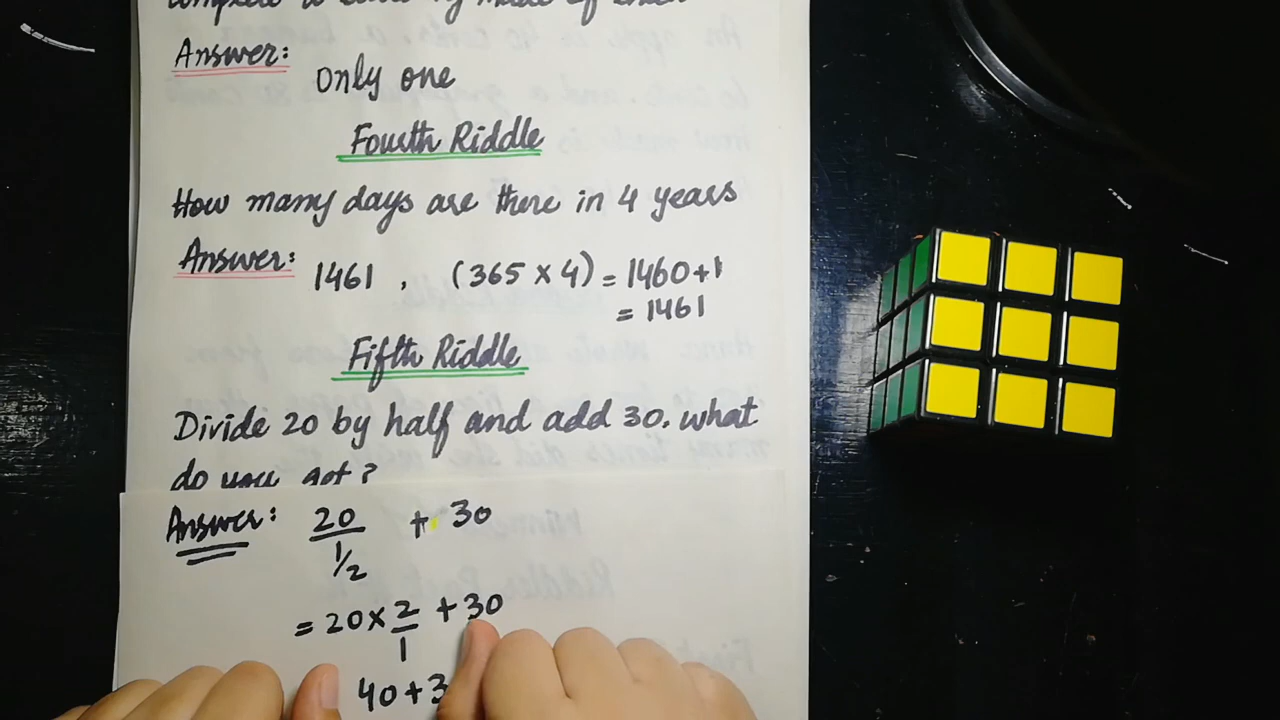 Answer:
Only one
Fourth Riddle
How many days are there in 4 years
Answer: 1461 , (365 x 4) = 1460+1
= 1461
Fifth Riddle
Divide 20 by half and add 30. what
do you get?
Answer: 20 / 1/2 + 30
= 20 x 2/1 + 30
40+3